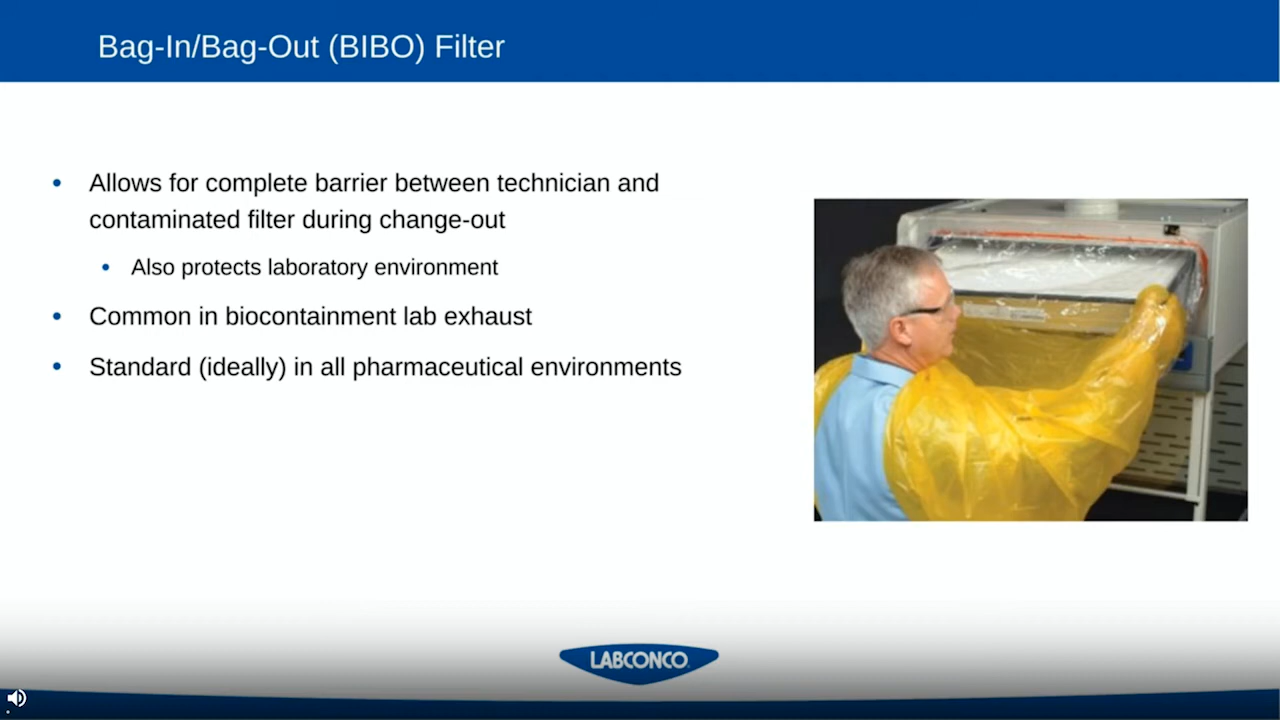 Bag-In/Bag-Out (BIBO) Filter
• Allows for complete barrier between technician and
contaminated filter during change-out
• Also protects laboratory environment
• Common in biocontainment lab exhaust
• Standard (ideally) in all pharmaceutical environments
LABCONCO